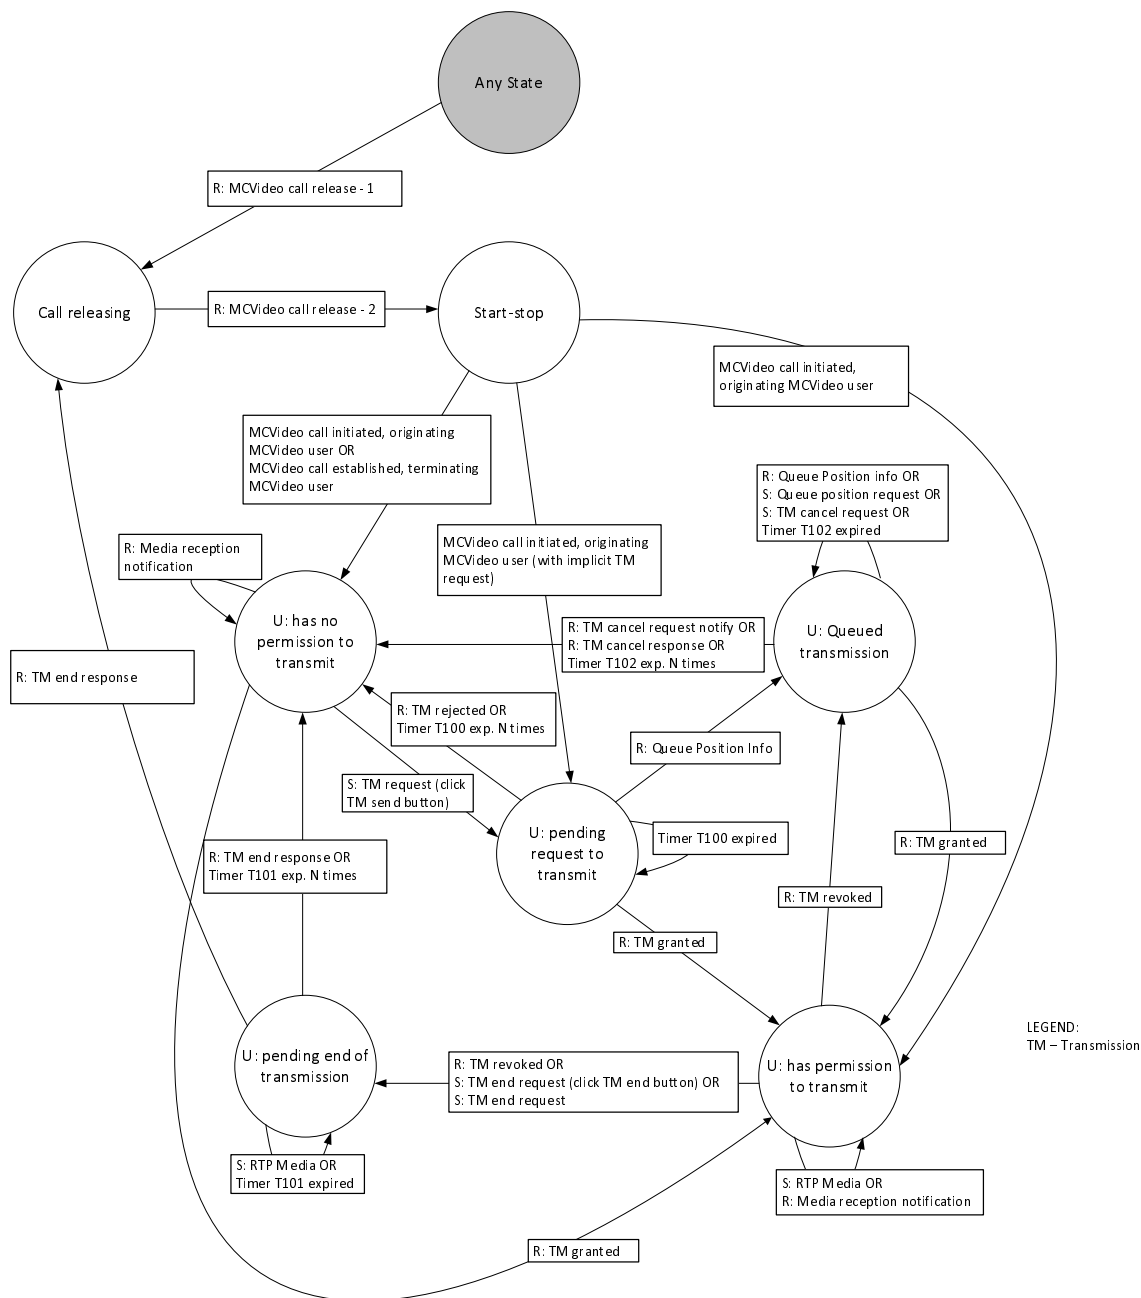 Any State
R: MCVideo call release - 1
Call releasing
R: MCVideo call release - 2
Start-stop
MCVideo call initiated,
originating MCVideo user
MCVideo call initiated, originating
MCVideo user OR
MCVideo call established, terminating
MCVideo user
R: Queue Position info OR
S: Queue position request OR
S: TM cancel request OR
Timer T102 expired
MCVideo call initiated, originating
MCVideo user (with implicit TM
request)
R: Media reception
notification
U: has no
permission to
transmit
R: TM cancel request notify OR
R: TM cancel response OR
Timer T102 exp. N times
U: Queued
transmission
R: TM end response
R: TM rejected OR
Timer T100 exp. N times
R: Queue Position Info
S: TM request (click
TM send button)
U: pending
request to
transmit
Timer T100 expired
R: TM granted
R: TM end response OR
Timer T101 exp. N times
R: TM revoked
R: TM granted
U: pending end of
transmission
R: TM revoked OR
S: TM end request (click TM end button) OR
S: TM end request
U: has permission
to transmit
LEGEND:
TM – Transmission
S: RTP Media OR
Timer T101 expired
S: RTP Media OR
R: Media reception notification
R: TM granted